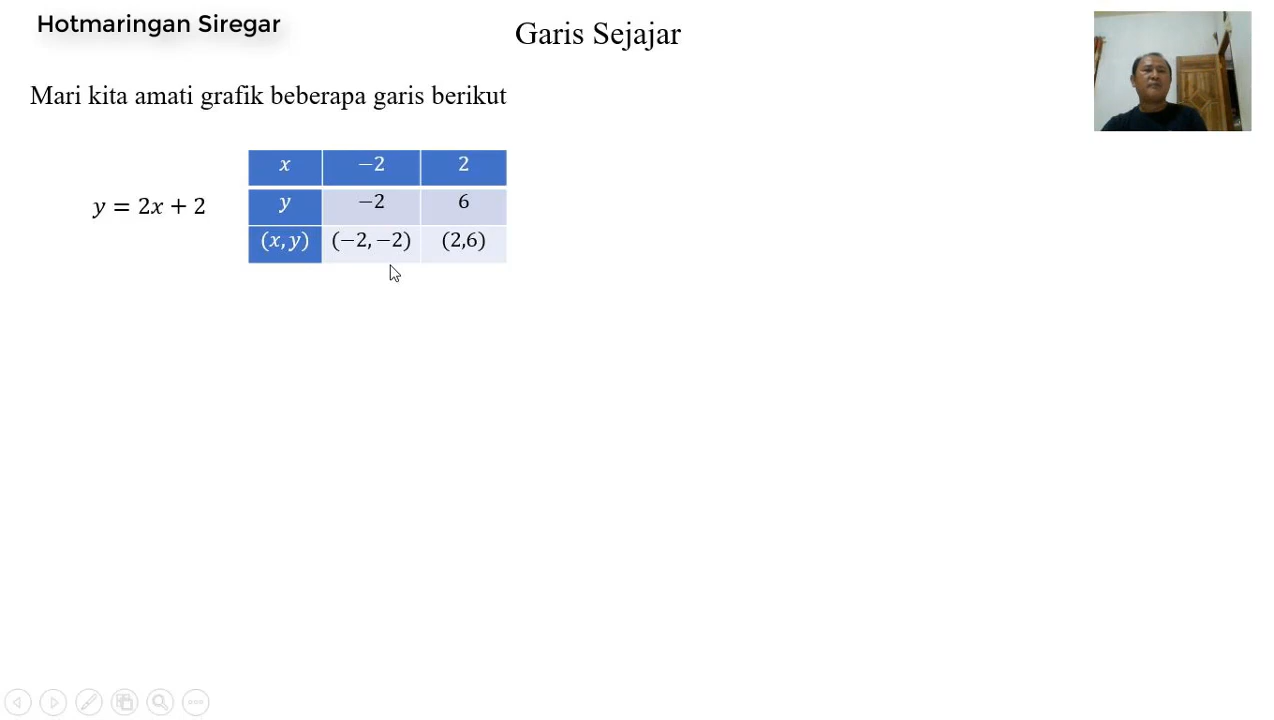 Hotmaringan Siregar
Garis Sejajar
Mari kita amati grafik beberapa garis berikut
x −2 2
y = 2x + 2
y −2 6
(x, y) (−2, −2) (2,6)